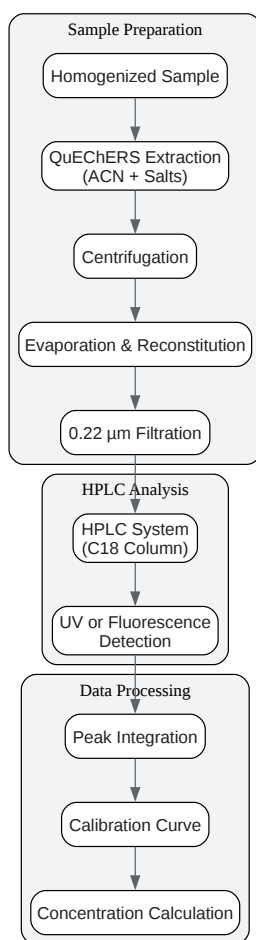 Sample Preparation
Homogenized Sample
QuEChERS Extraction
(ACN + Salts)
Centrifugation
Evaporation & Reconstitution
0.22 µm Filtration
HPLC Analysis
HPLC System
(C18 Column)
UV or Fluorescence
Detection
Data Processing
Peak Integration
Calibration Curve
Concentration Calculation